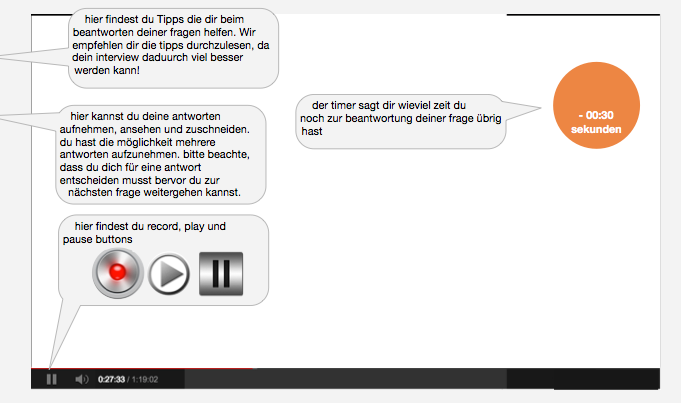 hier findest du Tipps die dir beim
beantworten deiner fragen helfen. Wir
empfehlen dir die tipps durchzulesen, da
dein interview daduurch viel besser
werden kann!
hier kannst du deine antworten
aufnehmen, ansehen und zuschneiden.
du hast die möglichkeit mehrere
antworten aufzunehmen. bitte beachte,
dass du dich für eine antwort
entscheiden musst bervor du zur
nächsten frage weitergehen kannst.
der timer sagt dir wieviel zeit du
noch zur beantwortung deiner frage übrig
hast
- 00:30
sekunden
hier findest du record, play und
pause buttons
0:27:33 / 1:19:02